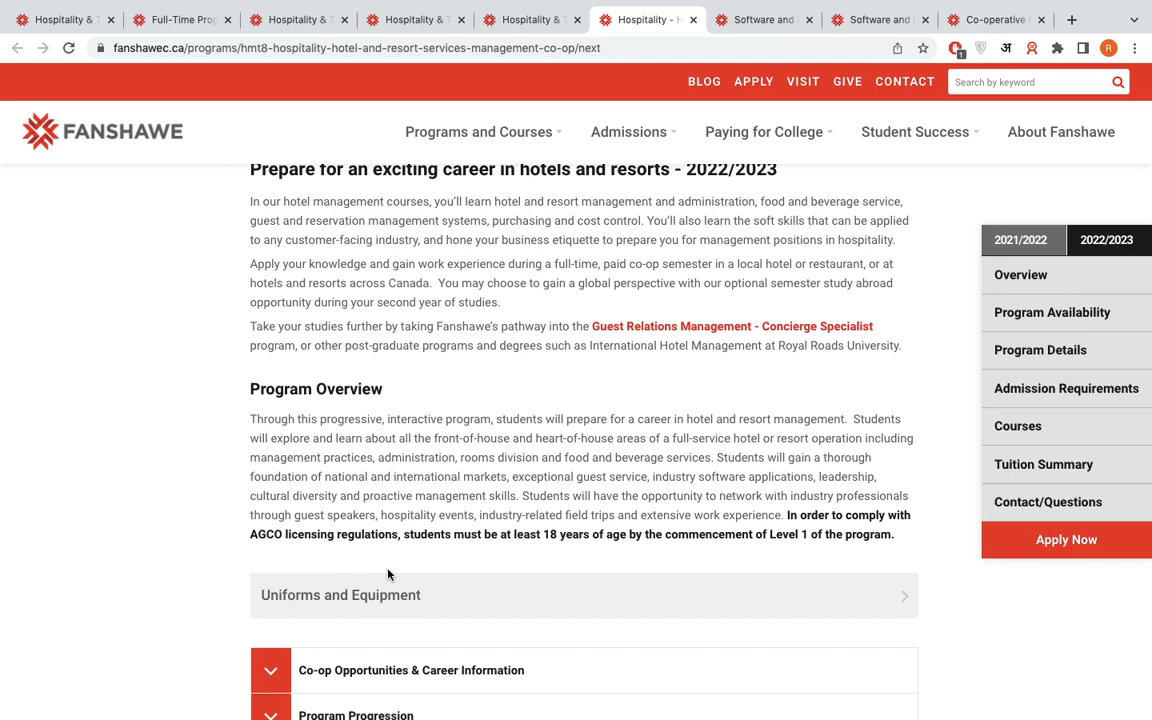 Hospitality & T
Full-Time Prog
Hospitality & T
Hospitality & T
Hospitality & T
Hospitality - H
Software and
Software and
Co-operative
fanshawec.ca/programs/hmt8-hospitality-hotel-and-resort-services-management-co-op/next
1
अ
R
BLOG APPLY VISIT GIVE CONTACT
Search by keyword
FANSHAWE
Programs and Courses
Admissions
Paying for College
Student Success
About Fanshawe
Prepare for an exciting career in hotels and resorts - 2022/2023
In our hotel management courses, you'll learn hotel and resort management and administration, food and beverage service,
guest and reservation management systems, purchasing and cost control. You'll also learn the soft skills that can be applied
to any customer-facing industry, and hone your business etiquette to prepare you for management positions in hospitality.
Apply your knowledge and gain work experience during a full-time, paid co-op semester in a local hotel or restaurant, or at
hotels and resorts across Canada. You may choose to gain a global perspective with our optional semester study abroad
opportunity during your second year of studies.
Take your studies further by taking Fanshawe's pathway into the Guest Relations Management - Concierge Specialist
program, or other post-graduate programs and degrees such as International Hotel Management at Royal Roads University.
Program Overview
Through this progressive, interactive program, students will prepare for a career in hotel and resort management. Students
will explore and learn about all the front-of-house and heart-of-house areas of a full-service hotel or resort operation including
management practices, administration, rooms division and food and beverage services. Students will gain a thorough
foundation of national and international markets, exceptional guest service, industry software applications, leadership,
cultural diversity and proactive management skills. Students will have the opportunity to network with industry professionals
through guest speakers, hospitality events, industry-related field trips and extensive work experience. In order to comply with
AGCO licensing regulations, students must be at least 18 years of age by the commencement of Level 1 of the program.
Uniforms and Equipment
Co-op Opportunities & Career Information
Program Progression
2021/2022 2022/2023
Overview
Program Availability
Program Details
Admission Requirements
Courses
Tuition Summary
Contact/Questions
Apply Now